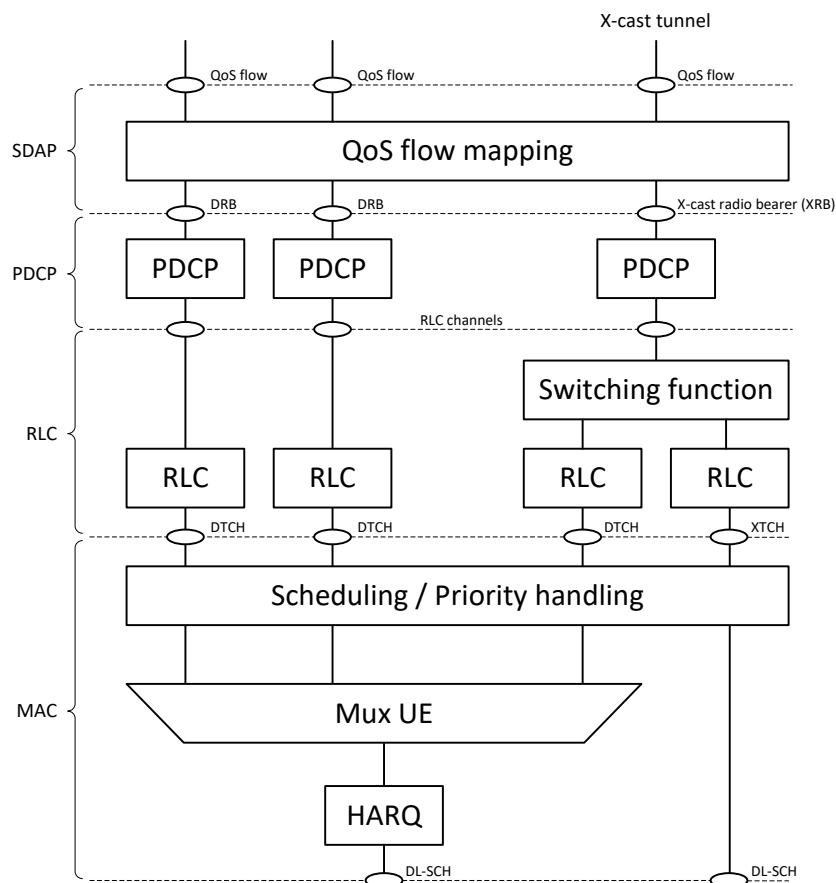 X-cast tunnel
QoS flow QoS flow QoS flow
SDAP
QoS flow mapping
DRB DRB X-cast radio bearer (XRB)
PDCP
PDCP PDCP PDCP
RLC channels
Switching function
RLC
RLC RLC RLC RLC
DTCH DTCH DTCH XTCH
Scheduling / Priority handling
MAC
Mux UE
HARQ
DL-SCH DL-SCH